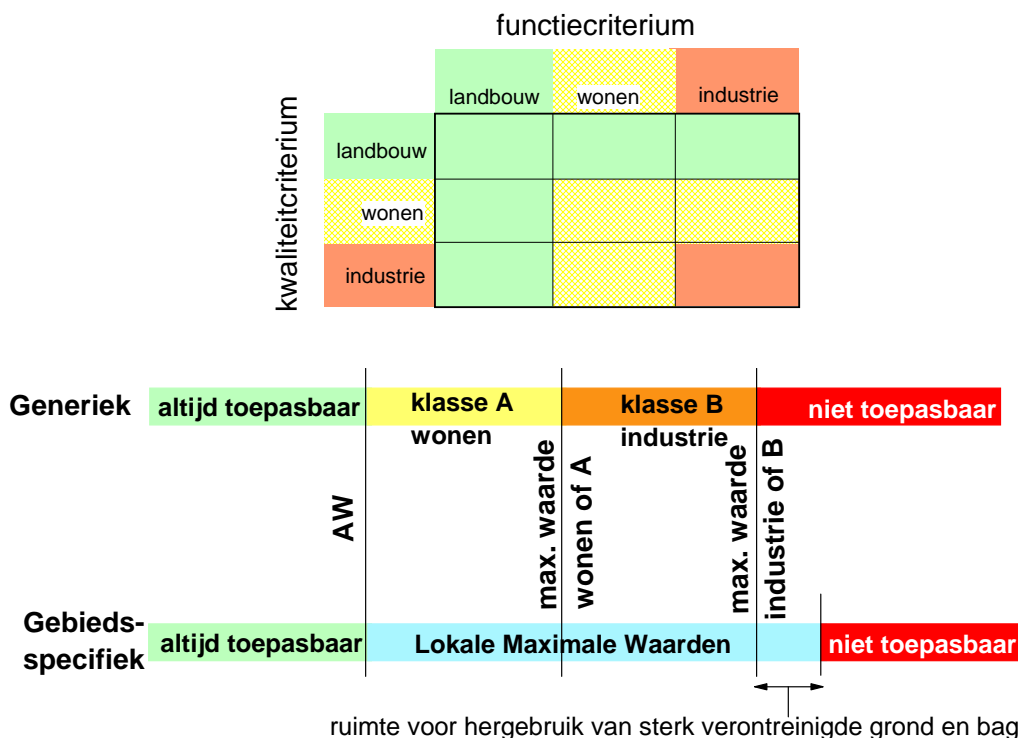 functiecriterium
landbouw wonen industrie
kwaliteitcriterium
landbouw
wonen
industrie
Generiek
altijd toepasbaar
klasse A
wonen
klasse B
industrie
niet toepasbaar
AW
max. waarde
wonen of A
max. waarde
industrie of B
Gebieds-
specifiek
altijd toepasbaar
Lokale Maximale Waarden
niet toepasbaar
ruimte voor hergebruik van sterk verontreinigde grond en bag